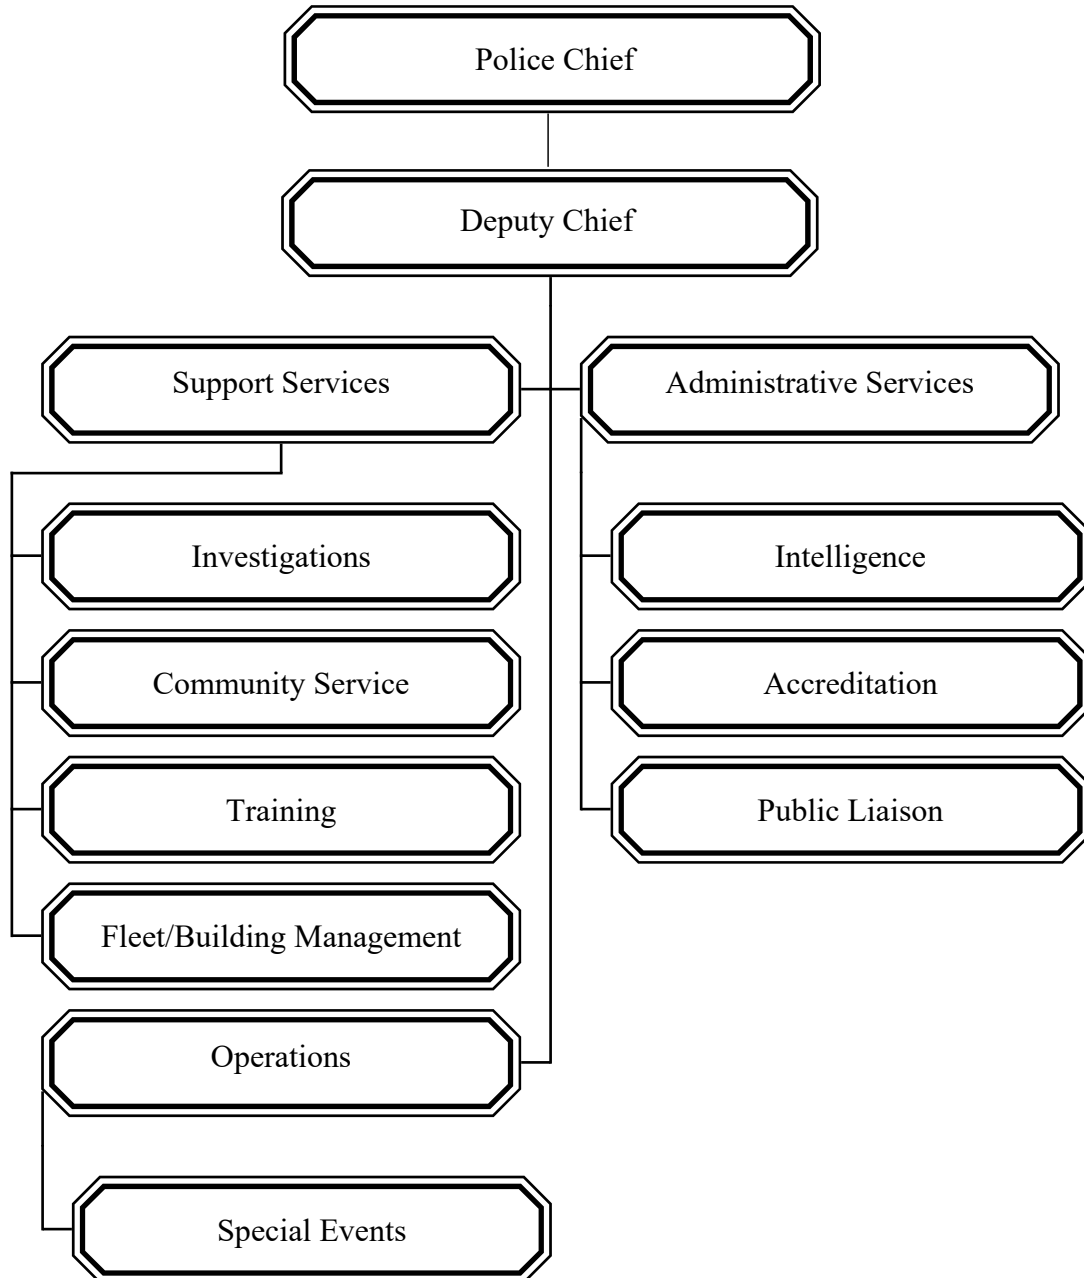 Police Chief
Deputy Chief
Support Services
Administrative Services
Investigations
Intelligence
Community Service
Accreditation
Training
Public Liaison
Fleet/Building Management
Operations
Special Events